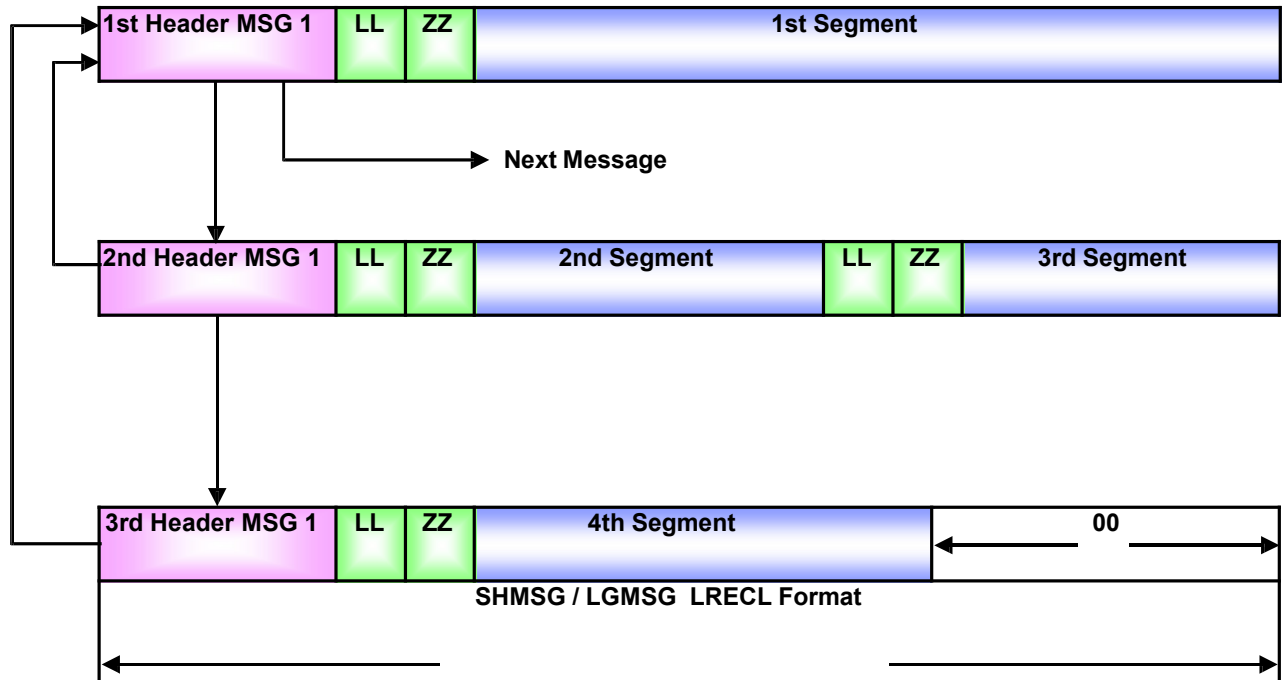 1st Header MSG 1 LL ZZ 1st Segment
Next Message
2nd Header MSG 1 LL ZZ 2nd Segment LL ZZ 3rd Segment
3rd Header MSG 1 LL ZZ 4th Segment 00
SHMSG / LGMSG LRECL Format